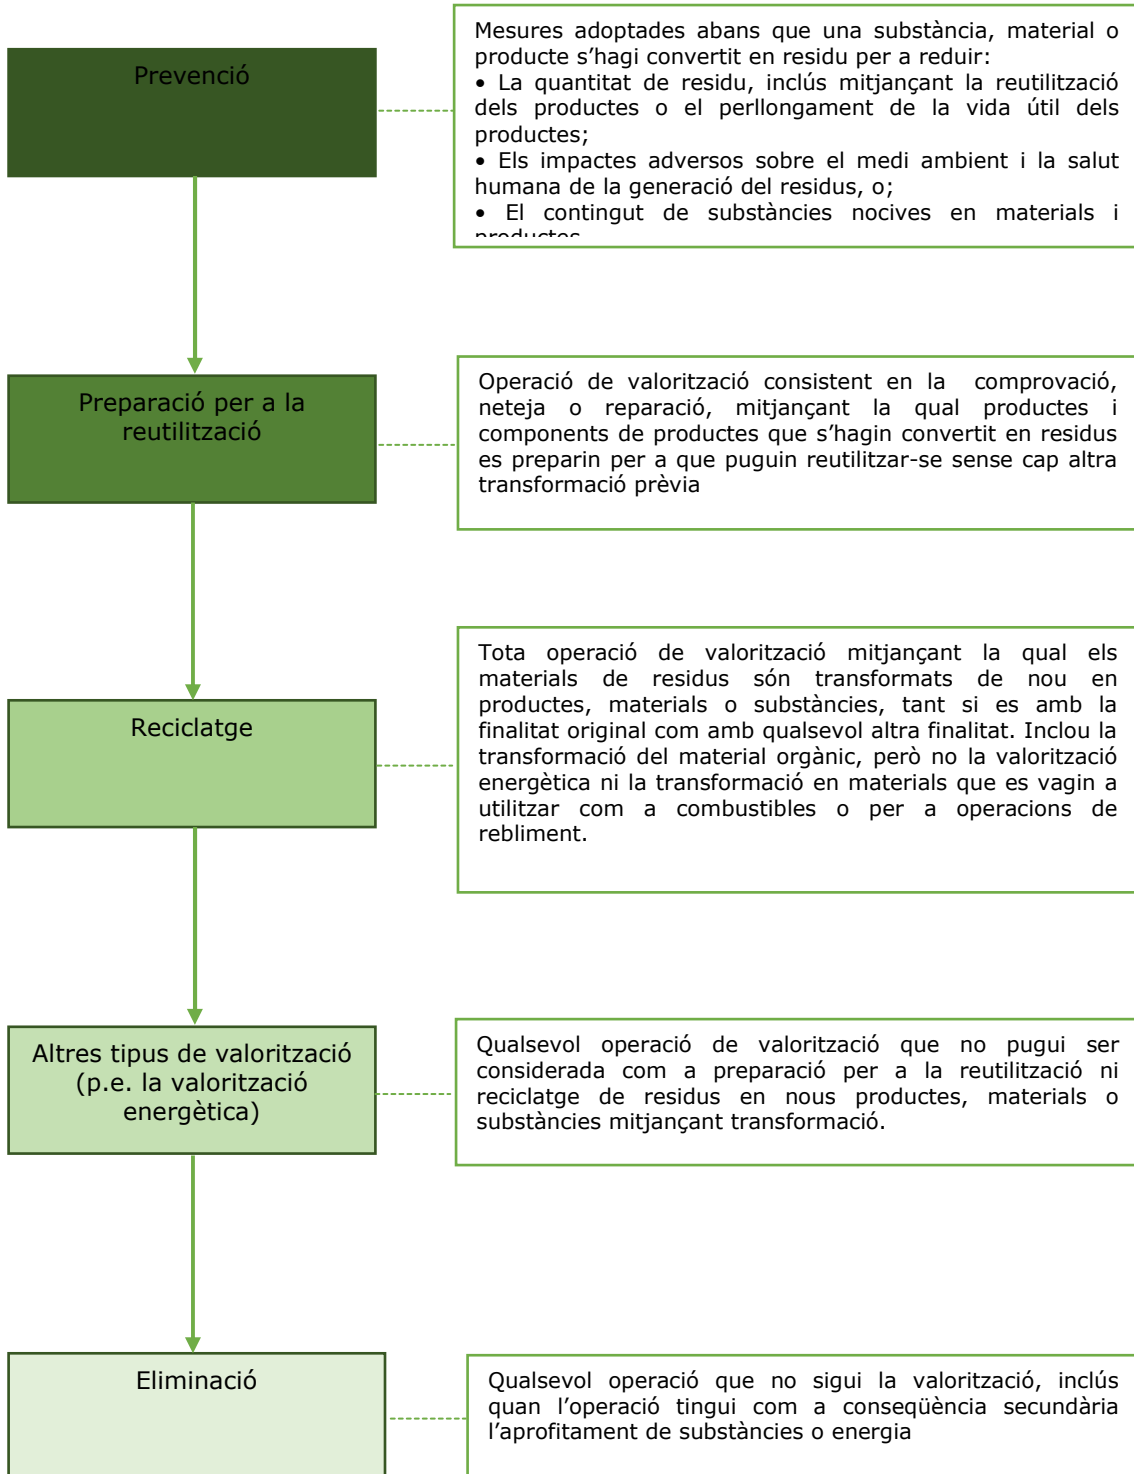 Prevenció
Mesures adoptades abans que una substància, material o
producte s’hagi convertit en residu per a reduir:
• La quantitat de residu, inclús mitjançant la reutilització
dels productes o el perllongament de la vida útil dels
productes;
• Els impactes adversos sobre el medi ambient i la salut
humana de la generació del residus, o;
• El contingut de substàncies nocives en materials i
productes
Preparació per a la
reutilització
Operació de valorització consistent en la comprovació,
neteja o reparació, mitjançant la qual productes i
components de productes que s’hagin convertit en residus
es preparin per a que puguin reutilitzar-se sense cap altra
transformació prèvia
Reciclatge
Tota operació de valorització mitjançant la qual els
materials de residus són transformats de nou en
productes, materials o substàncies, tant si es amb la
finalitat original com amb qualsevol altra finalitat. Inclou la
transformació del material orgànic, però no la valorització
energètica ni la transformació en materials que es vagin a
utilitzar com a combustibles o per a operacions de
rebliment.
Altres tipus de valorització
(p.e. la valorització
energètica)
Qualsevol operació de valorització que no pugui ser
considerada com a preparació per a la reutilització ni
reciclatge de residus en nous productes, materials o
substàncies mitjançant transformació.
Eliminació
Qualsevol operació que no sigui la valorització, inclús
quan l’operació tingui com a conseqüència secundària
l’aprofitament de substàncies o energia